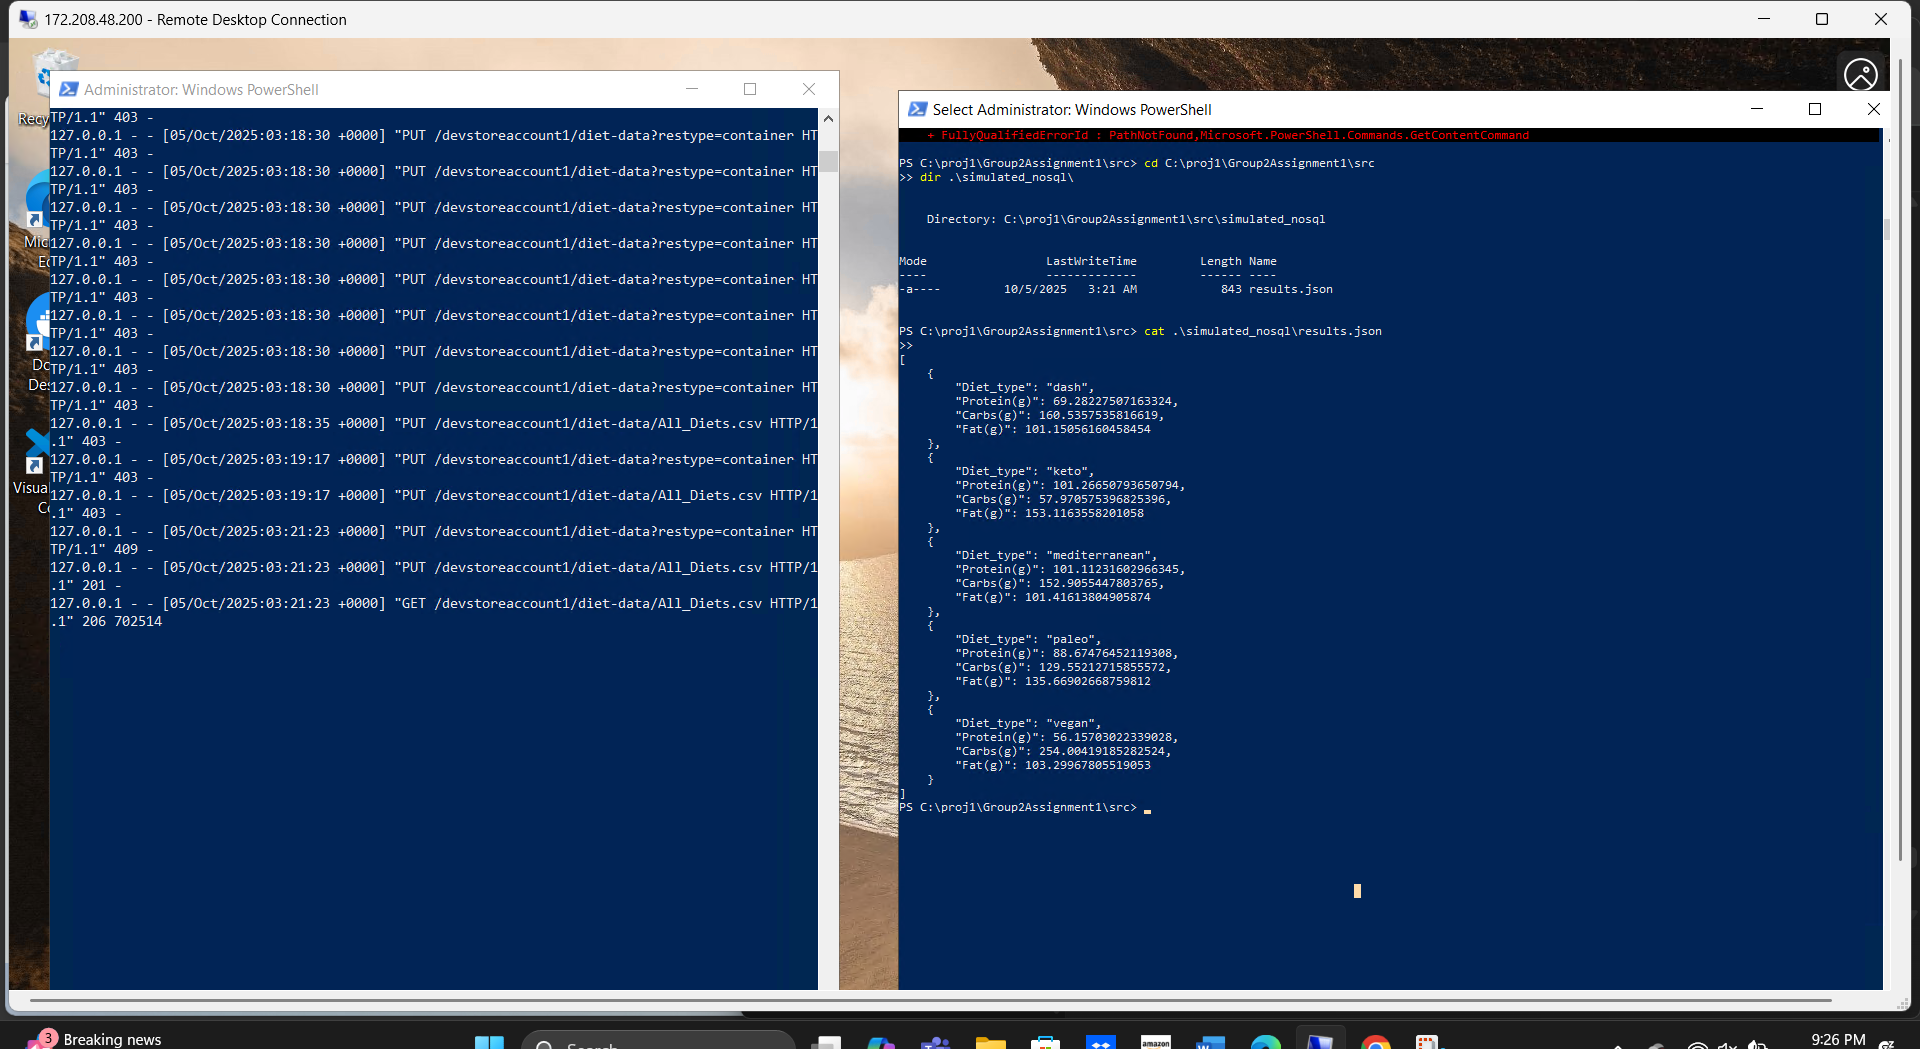 172.208.48.200 - Remote Desktop Connection
Administrator: Windows PowerShell
TP/1.1" 403 -
127.0.0.1 - - [05/Oct/2025:03:18:30 +0000] "PUT /devstoreaccount1/diet-data?restype=container HT
TP/1.1" 403 -
127.0.0.1 - - [05/Oct/2025:03:18:30 +0000] "PUT /devstoreaccount1/diet-data?restype=container HT
TP/1.1" 403 -
127.0.0.1 - - [05/Oct/2025:03:18:30 +0000] "PUT /devstoreaccount1/diet-data?restype=container HT
TP/1.1" 403 -
127.0.0.1 - - [05/Oct/2025:03:18:30 +0000] "PUT /devstoreaccount1/diet-data?restype=container HT
TP/1.1" 403 -
127.0.0.1 - - [05/Oct/2025:03:18:30 +0000] "PUT /devstoreaccount1/diet-data?restype=container HT
TP/1.1" 403 -
127.0.0.1 - - [05/Oct/2025:03:18:30 +0000] "PUT /devstoreaccount1/diet-data?restype=container HT
TP/1.1" 403 -
127.0.0.1 - - [05/Oct/2025:03:18:30 +0000] "PUT /devstoreaccount1/diet-data?restype=container HT
TP/1.1" 403 -
127.0.0.1 - - [05/Oct/2025:03:18:30 +0000] "PUT /devstoreaccount1/diet-data?restype=container HT
TP/1.1" 403 -
127.0.0.1 - - [05/Oct/2025:03:18:35 +0000] "PUT /devstoreaccount1/diet-data/All_Diets.csv HTTP/1
.1" 403 -
127.0.0.1 - - [05/Oct/2025:03:19:17 +0000] "PUT /devstoreaccount1/diet-data?restype=container HT
TP/1.1" 403 -
127.0.0.1 - - [05/Oct/2025:03:19:17 +0000] "PUT /devstoreaccount1/diet-data/All_Diets.csv HTTP/1
.1" 403 -
127.0.0.1 - - [05/Oct/2025:03:21:23 +0000] "PUT /devstoreaccount1/diet-data?restype=container HT
TP/1.1" 409 -
127.0.0.1 - - [05/Oct/2025:03:21:23 +0000] "PUT /devstoreaccount1/diet-data/All_Diets.csv HTTP/1
.1" 201 -
127.0.0.1 - - [05/Oct/2025:03:21:23 +0000] "GET /devstoreaccount1/diet-data/All_Diets.csv HTTP/1
.1" 206 702514
Select Administrator: Windows PowerShell
+ FullyQualifiedErrorId : PathNotFound,Microsoft.PowerShell.Commands.GetContentCommand
PS C:\proj1\Group2Assignment1\src> cd C:\proj1\Group2Assignment1\src
>> dir .\simulated_nosql\
Directory: C:\proj1\Group2Assignment1\src\simulated_nosql
Mode LastWriteTime Length Name
---- ------------- ------ ----
-a---- 10/5/2025 3:21 AM 843 results.json
PS C:\proj1\Group2Assignment1\src> cat .\simulated_nosql\results.json
>>
[
{
"Diet_type": "dash",
"Protein(g)": 69.28227507163324,
"Carbs(g)": 160.5357535816619,
"Fat(g)": 101.15056160458454
},
{
"Diet_type": "keto",
"Protein(g)": 101.26650793650794,
"Carbs(g)": 57.970575396825396,
"Fat(g)": 153.1163558201058
},
{
"Diet_type": "mediterranean",
"Protein(g)": 101.11231602966345,
"Carbs(g)": 152.9055447803765,
"Fat(g)": 101.41613804905874
},
{
"Diet_type": "paleo",
"Protein(g)": 88.67476452119308,
"Carbs(g)": 129.55212715855572,
"Fat(g)": 135.66902668759812
},
{
"Diet_type": "vegan",
"Protein(g)": 56.15703022339028,
"Carbs(g)": 254.00419185282524,
"Fat(g)": 103.29967805519053
}
]
PS C:\proj1\Group2Assignment1\src>
Recy
Mic
E
Do
Des
Visua
Co
3
Breaking news
Search
amazon
9:26 PM